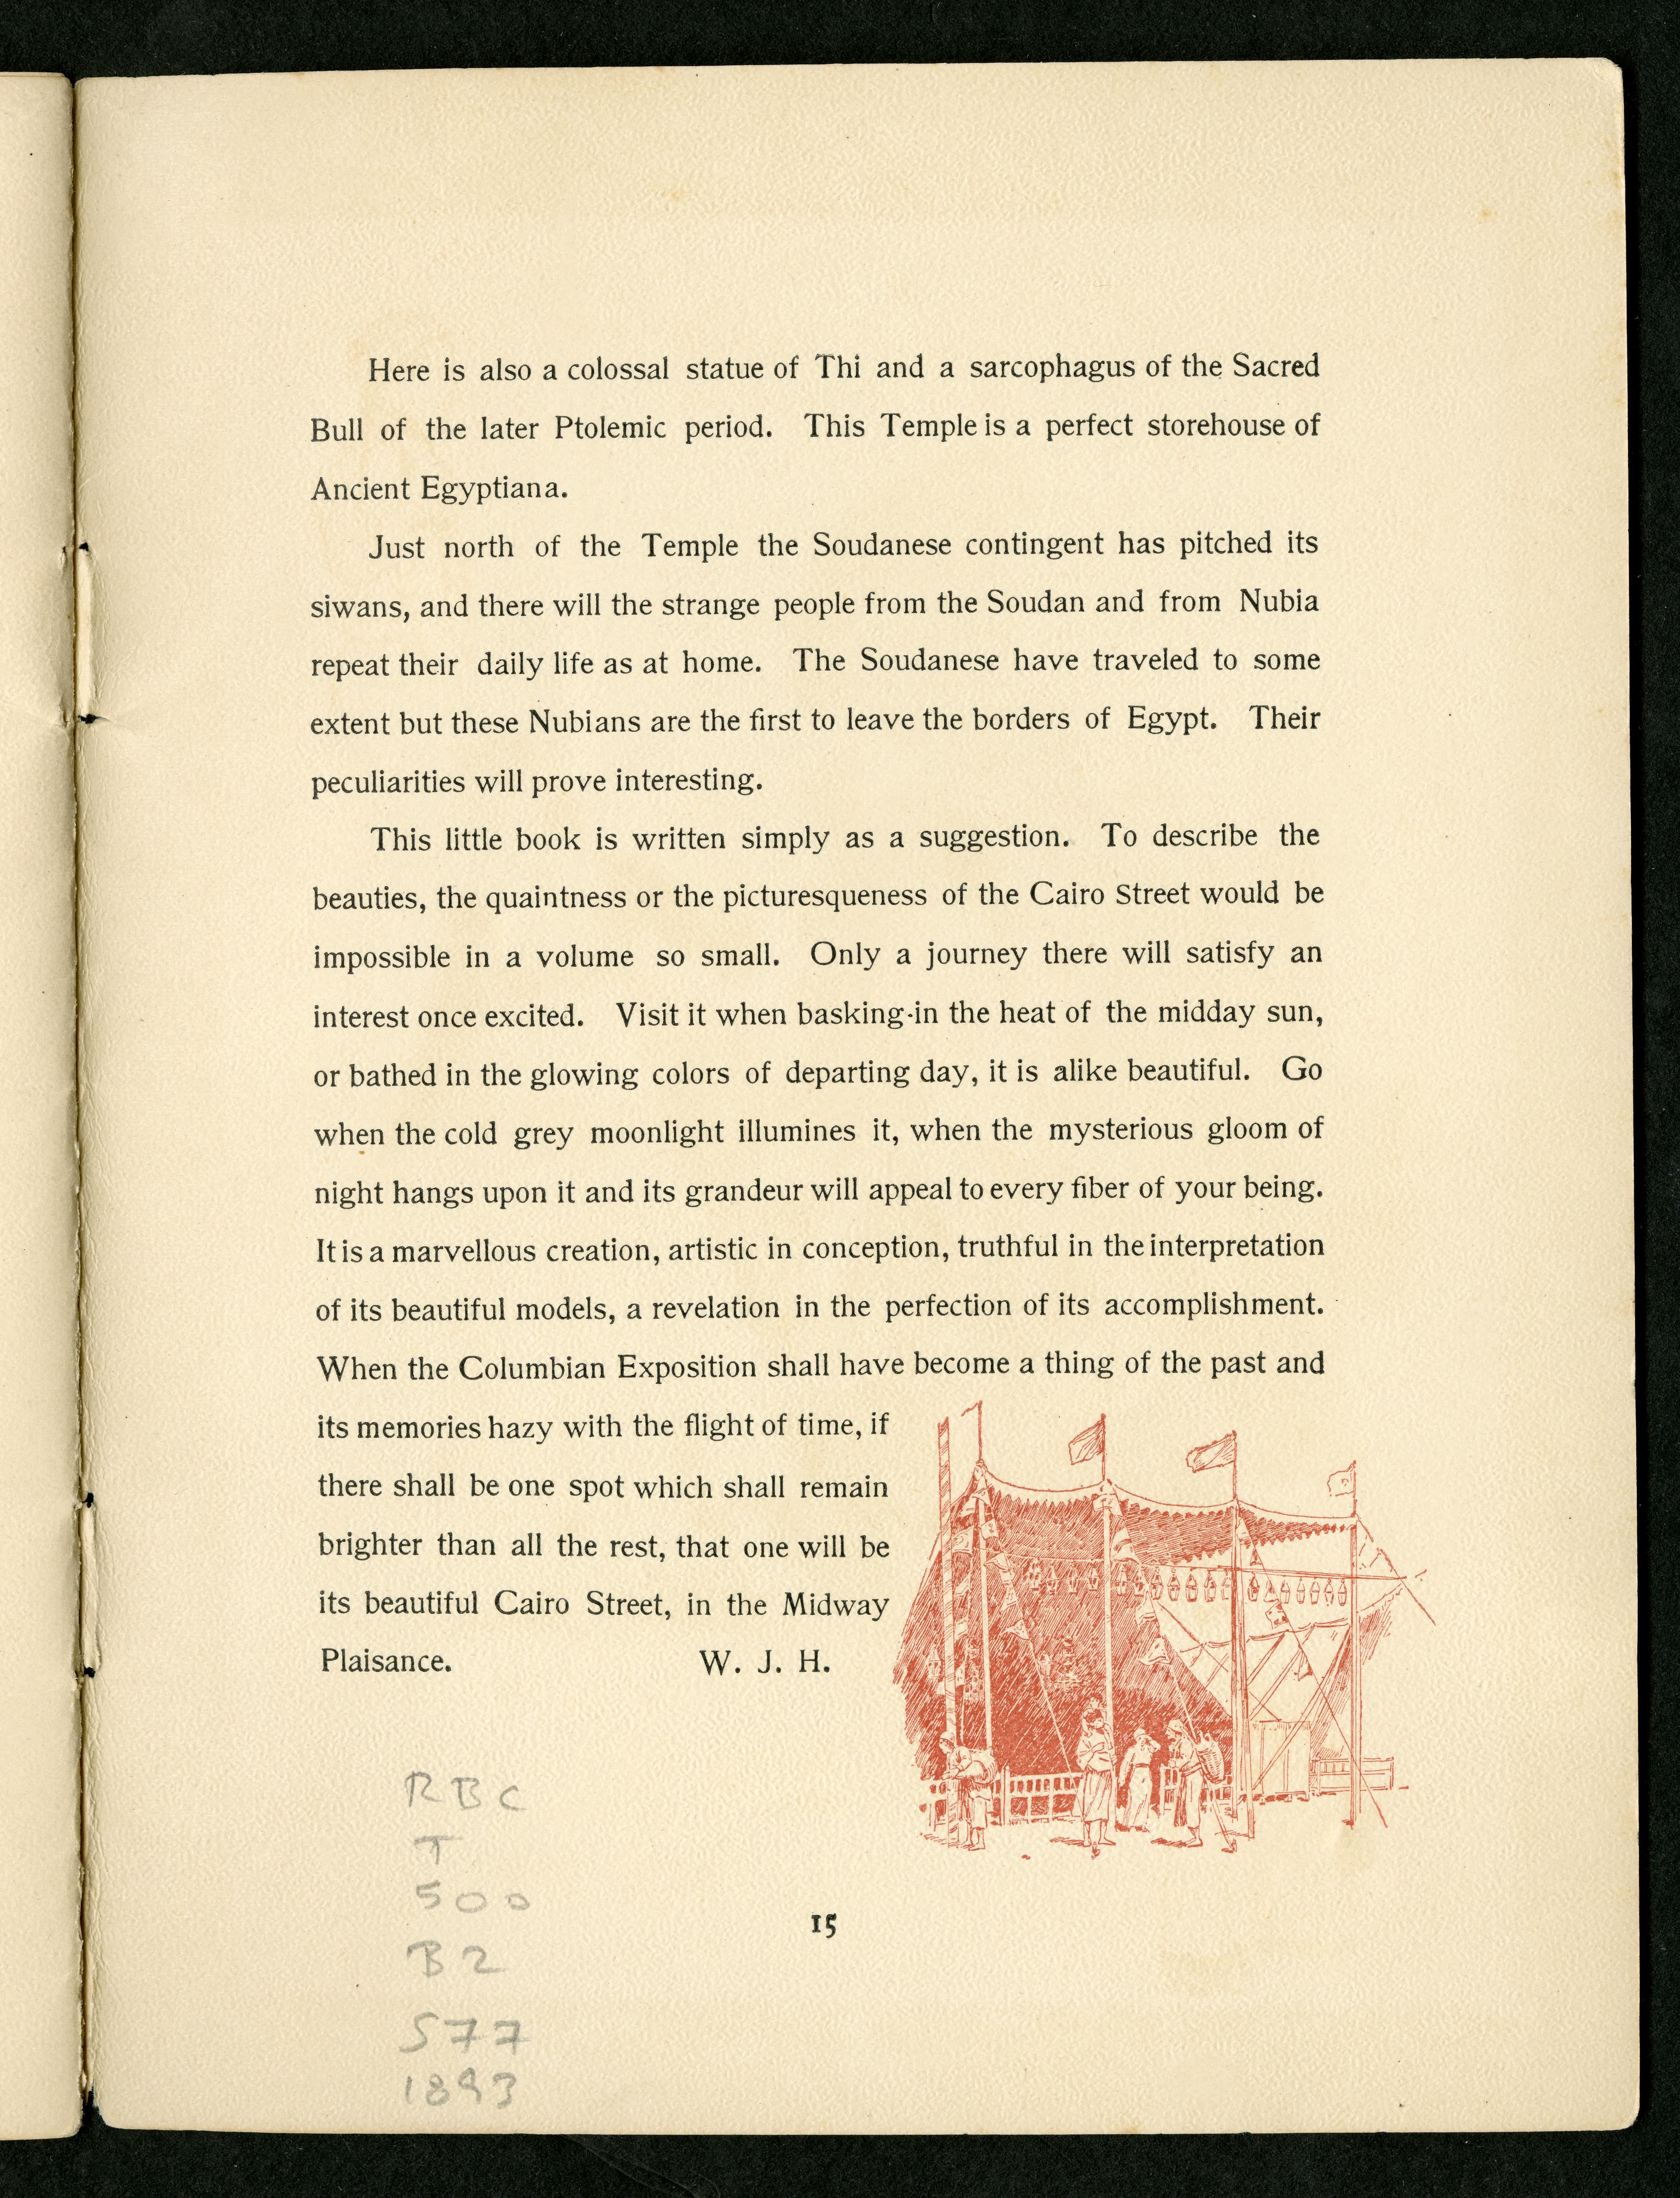 Here is also a colossal statue of Thi and a sarcophagus of the Sacred
Bull of the later Ptolemic period. This Temple is a perfect storehouse of
Ancient Egyptiana.
Just north of the Temple the Soudanese contingent has pitched its
siwans, and there will the strange people from the Soudan and from Nubia
repeat their daily life as at home. The Soudanese have traveled to some
extent but these Nubians are the first to leave the borders of Egypt. Their
peculiarities will prove interesting.
This little book is written simply as a suggestion. To describe the
beauties, the quaintness or the picturesqueness of the Cairo Street would be
impossible in a volume so small. Only a journey there will satisfy an
interest once excited. Visit it when basking·in the heat of the midday sun,
or bathed in the glowing colors of departing day, it is alike beautiful. Go
when the cold grey moonlight illumines it, when the mysterious gloom of
night hangs upon it and its grandeur will appeal to every fiber of your being.
It is a marvellous creation, artistic in conception, truthful in the interpretation
of its beautiful models, a revelation in the perfection of its accomplishment.
When the Columbian Exposition shall have become a thing of the past and
its memories hazy with the flight of time, if
there shall be one spot which shall remain
brighter than all the rest, that one will be
its beautiful Cairo Street, in the Midway
Plaisance. W. J. H.
RBC
T
500
B2
S77
1893
15